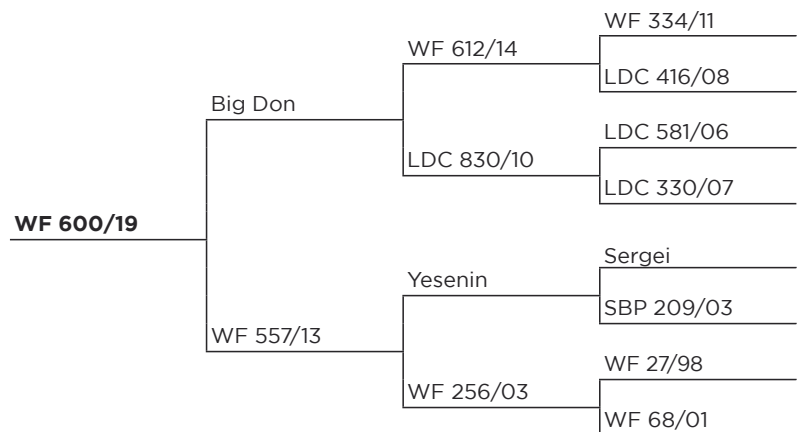 WF 334/11
WF 612/14
LDC 416/08
Big Don
LDC 581/06
LDC 830/10
LDC 330/07
WF 600/19
Sergei
Yesenin
SBP 209/03
WF 557/13
WF 27/98
WF 256/03
WF 68/01